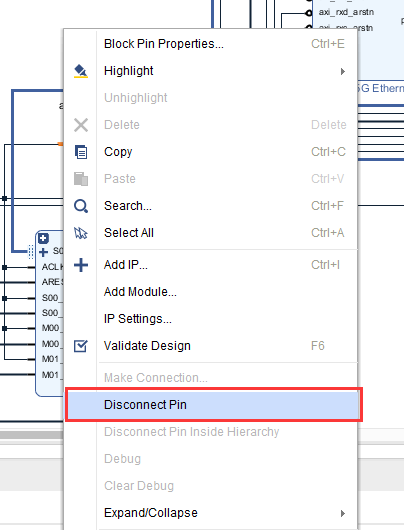 axi_rxd_arstn
axi_rxs_arstn
Block Pin Properties... Ctrl+E
Highlight
5G Ethern
Unhighlight
Delete Delete
Copy Ctrl+C
Paste Ctrl+V
Search... Ctrl+F
Select All Ctrl+A
S0
Add IP... Ctrl+I
ACLK
ARES
Add Module...
S00_
S00_
IP Settings...
M00_
M00_
Validate Design F6
M01_
M01_
Make Connection...
Disconnect Pin
Disconnect Pin Inside Hierarchy
Debug
Clear Debug
Expand/Collapse